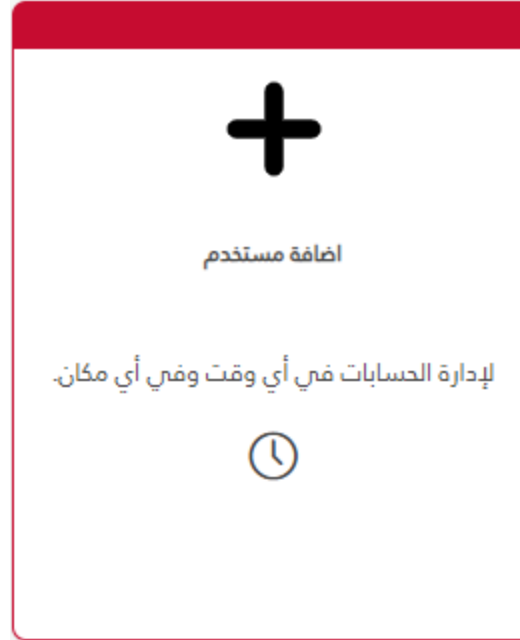 اضافة مستخدم
لإدارة الحسابات في أي وقت وفي أي مكان.